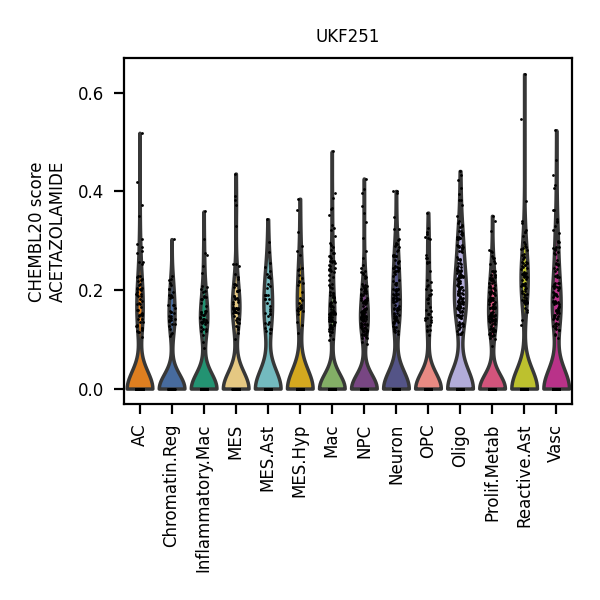 UKF251
CHEMBL20 score
ACETAZOLAMIDE
0.6
0.4
0.2
0.0
AC
Chromatin.Reg
Inflammatory.Mac
MES
MES.Ast
MES.Hyp
Mac
NPC
Neuron
OPC
Oligo
Prolif.Metab
Reactive.Ast
Vasc